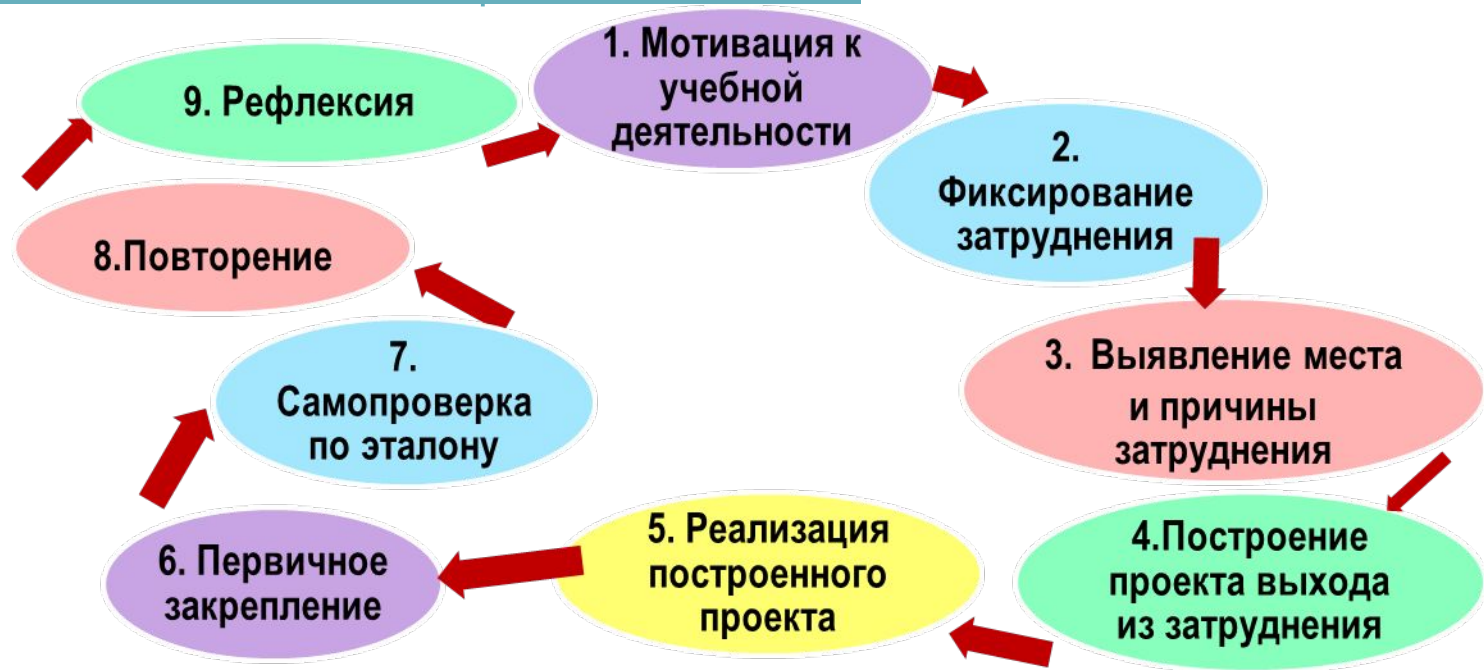 1. Мотивация к
учебной
деятельности
2.
Фиксирование
затруднения
3. Выявление места
и причины
затруднения
4.Построение
проекта выхода
из затруднения
5. Реализация
построенного
проекта
6. Первичное
закрепление
7.
Самопроверка
по эталону
8.Повторение
9. Рефлексия